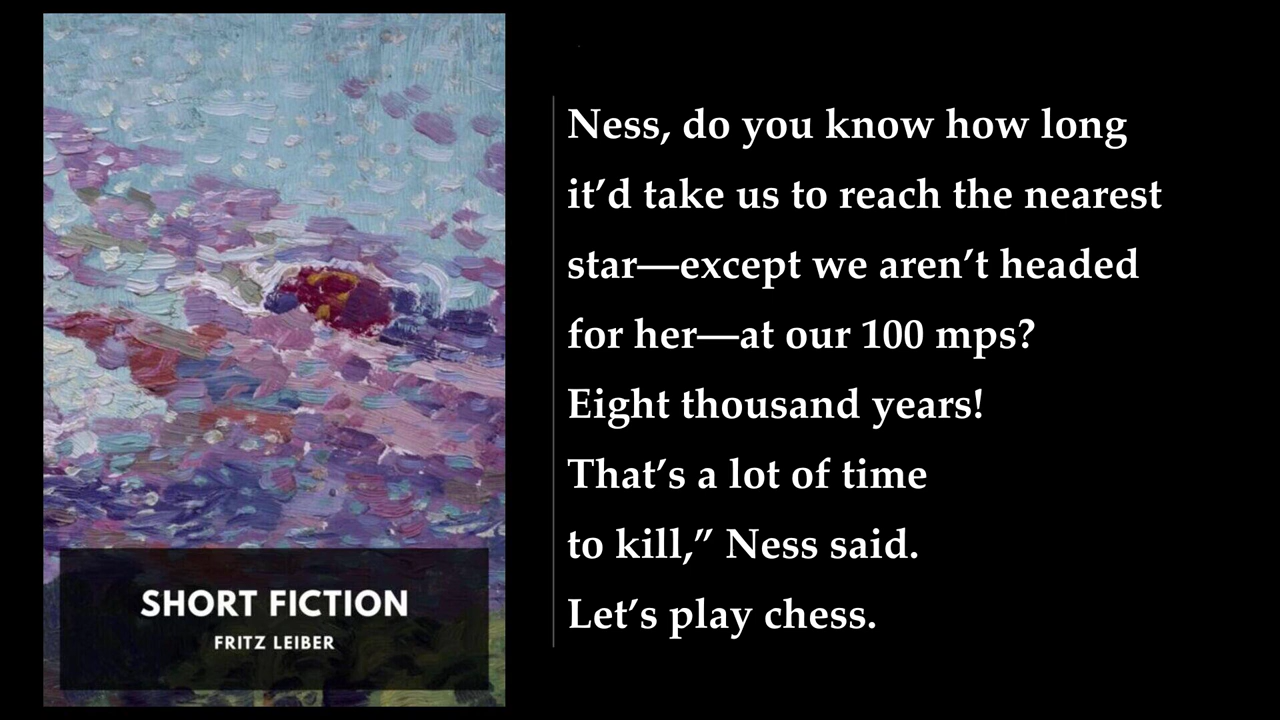 SHORT FICTION
FRITZ LEIBER
Ness, do you know how long
it’d take us to reach the nearest
star—except we aren’t headed
for her—at our 100 mps?
Eight thousand years!
That’s a lot of time
to kill,” Ness said.
Let’s play chess.